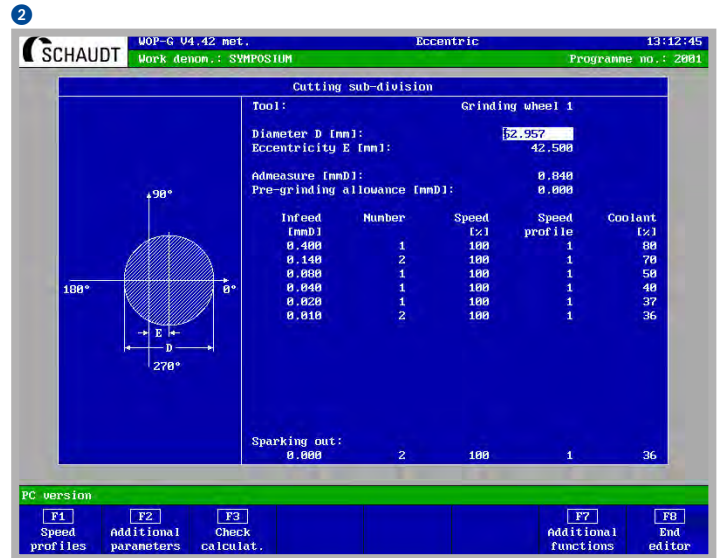 2
SCHAUDT
WOP-G V4.42 met. Eccentric 13:12:45
Work denom.: SYMPOSIUM Programme no.: 2001
Cutting sub-division
Tool: Grinding wheel 1
Diameter D [mm]: 62.957
Eccentricity E [mm]: 42.500
Admeasure [mmD]: 0.840
Pre-grinding allowance [mmD]: 0.000
Infeed Number Speed Speed Coolant
[mmD] [%] profile [%]
0.400 1 100 1 80
0.140 2 100 1 70
0.080 1 100 1 50
0.040 1 100 1 40
0.020 1 100 1 37
0.010 2 100 1 36
90°
180° 0°
E
D
270°
Sparking out:
0.000 2 100 1 36
PC version
F1 F2 F3 F7 F8
Speed Additional Check Additional End
profiles parameters calculat. functions editor